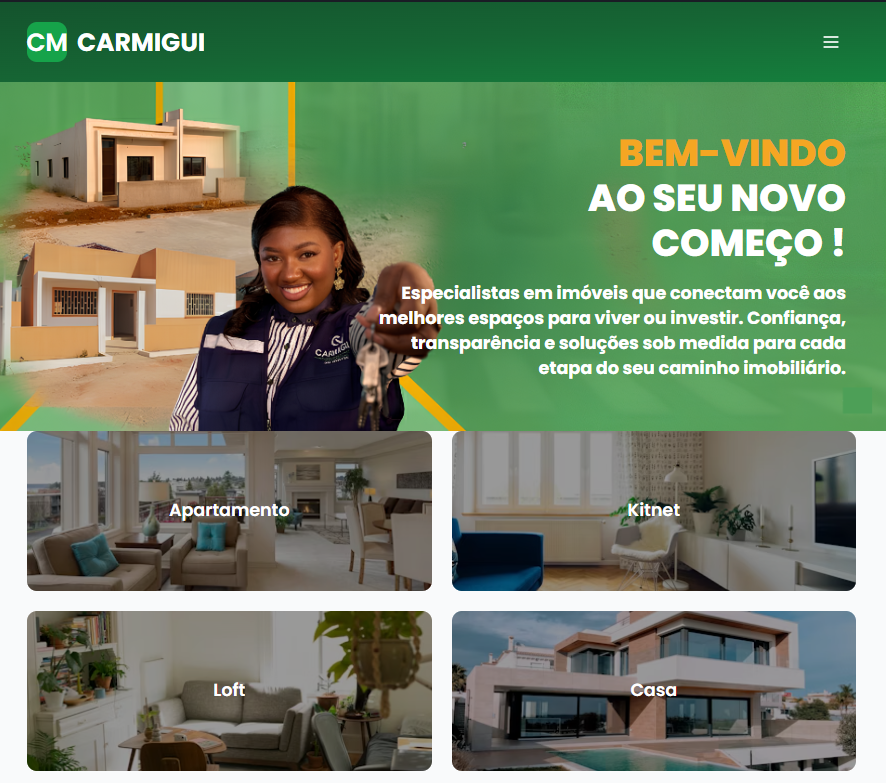 CM CARMIGUI
BEM-VINDO
AO SEU NOVO
COMEÇO !
Especialistas em imóveis que conectam você aos
melhores espaços para viver ou investir. Confiança,
transparência e soluções sob medida para cada
etapa do seu caminho imobiliário.
CARMIGUI
Apartamento
Kitnet
Loft
Casa